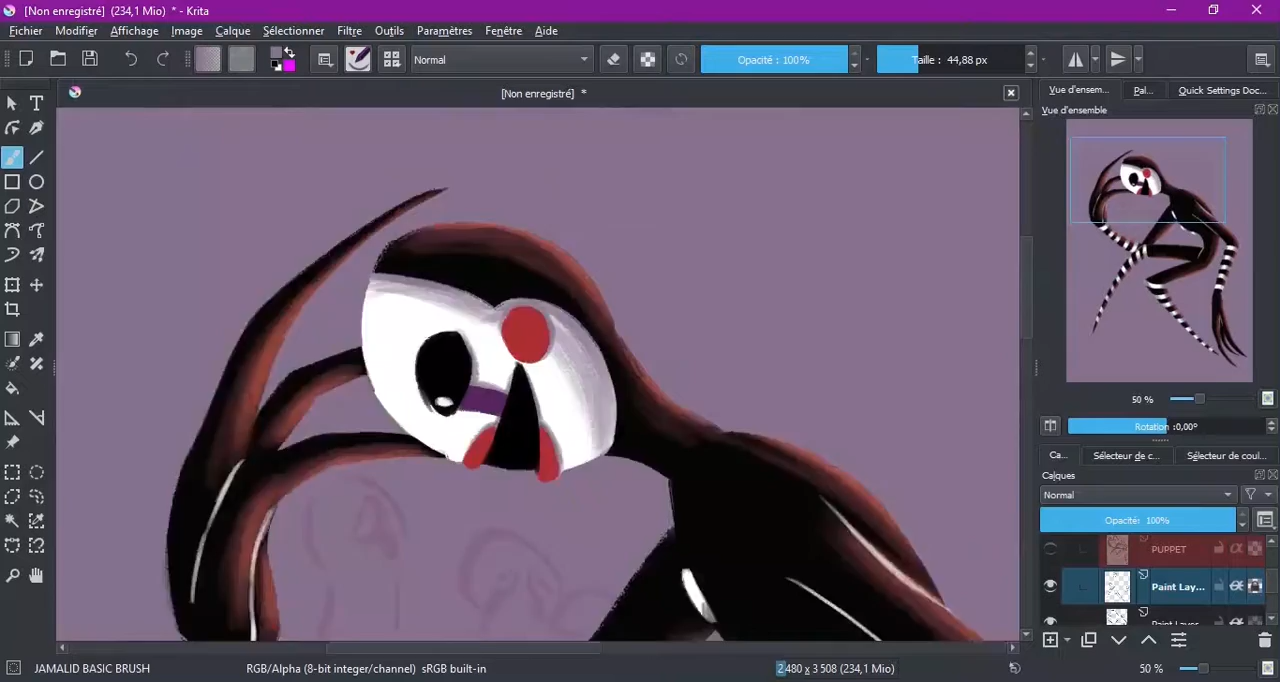 [Non enregistré] (234,1 Mio) * - Krita
Fichier Modifier Affichage Image Calque Sélectionner Filtre Outils Paramètres Fenêtre Aide
Normal Opacité : 100% Taille : 44,88 px
[Non enregistré] *
Vue d'ensem... Pal... Quick Settings Doc...
Vue d'ensemble
50 %
Rotation :0,00°
Ca... Sélecteur de c... Sélecteur de coul...
Calques
Normal
Opacité: 100%
PUPPET
Paint Lay...
Paint Layer
JAMALID BASIC BRUSH RGB/Alpha (8-bit integer/channel) sRGB built-in 2 480 x 3 508 (234,1 Mio) 50 %